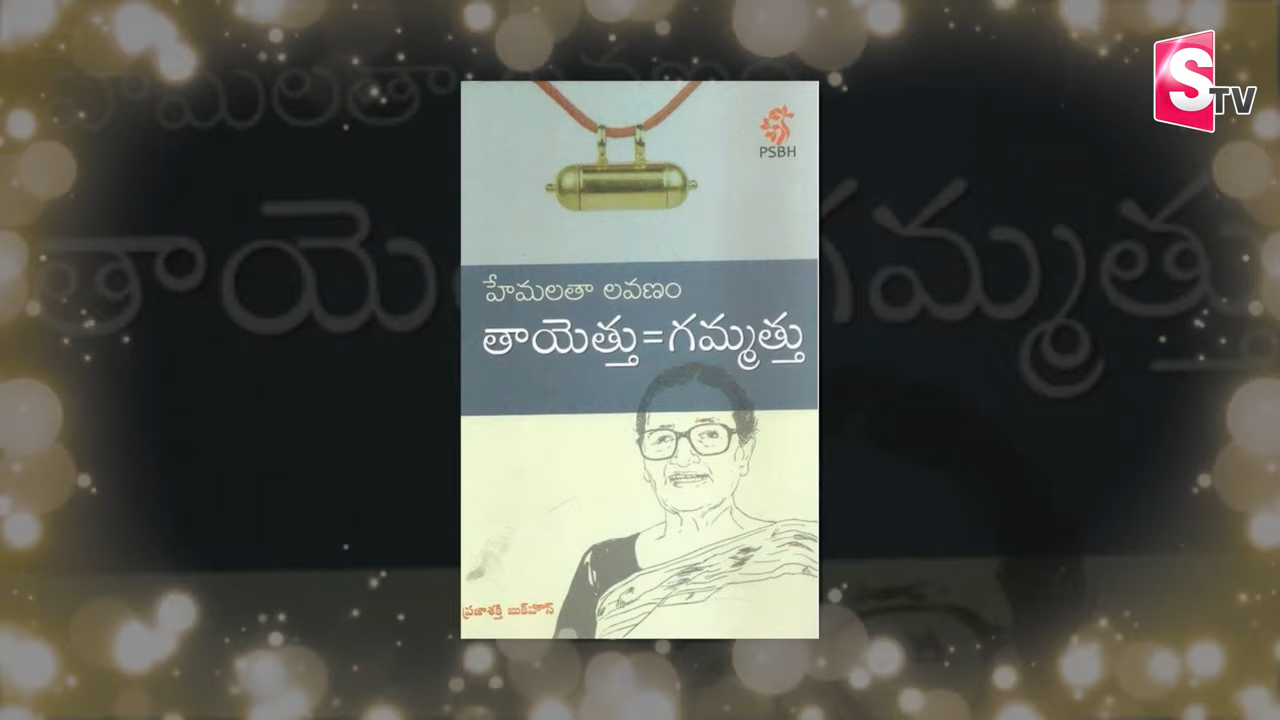 STV
PSBH
హేమలతా లవణం
తాయెత్తు=గమ్మత్తు
ప్రజాశక్తి బుక్‌హౌస్